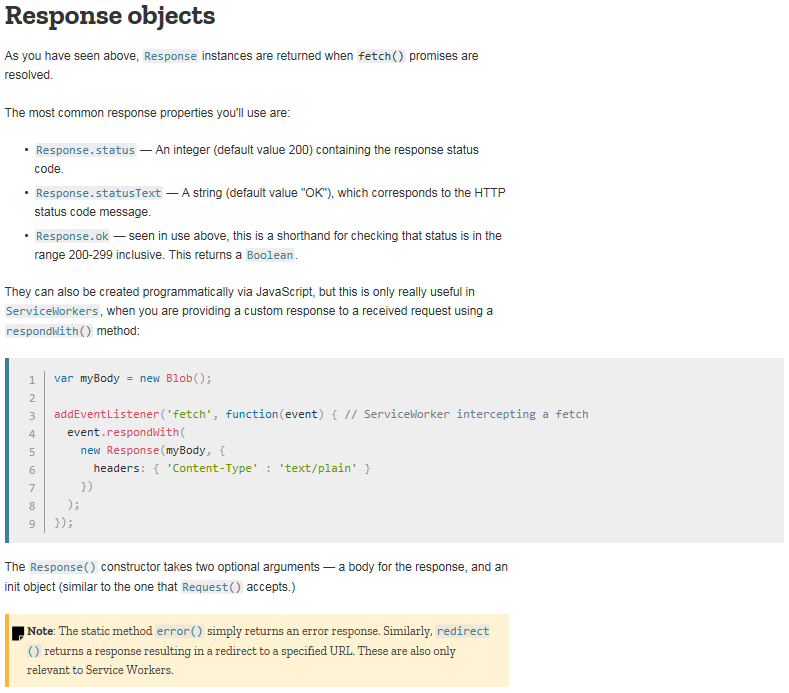 Response objects
As you have seen above, Response instances are returned when fetch() promises are
resolved.
The most common response properties you'll use are:
• Response.status — An integer (default value 200) containing the response status
code.
• Response.statusText — A string (default value "OK"), which corresponds to the HTTP
status code message.
• Response.ok — seen in use above, this is a shorthand for checking that status is in the
range 200-299 inclusive. This returns a Boolean.
They can also be created programmatically via JavaScript, but this is only really useful in
ServiceWorkers, when you are providing a custom response to a received request using a
respondWith() method:
1 var myBody = new Blob();
2
3 addEventListener('fetch', function(event) { // ServiceWorker intercepting a fetch
4   event.respondWith(
5     new Response(myBody, {
6       headers: { 'Content-Type' : 'text/plain' }
7     })
8   );
9 });
The Response() constructor takes two optional arguments — a body for the response, and an
init object (similar to the one that Request() accepts.)
Note: The static method error() simply returns an error response. Similarly, redirect
() returns a response resulting in a redirect to a specified URL. These are also only
relevant to Service Workers.